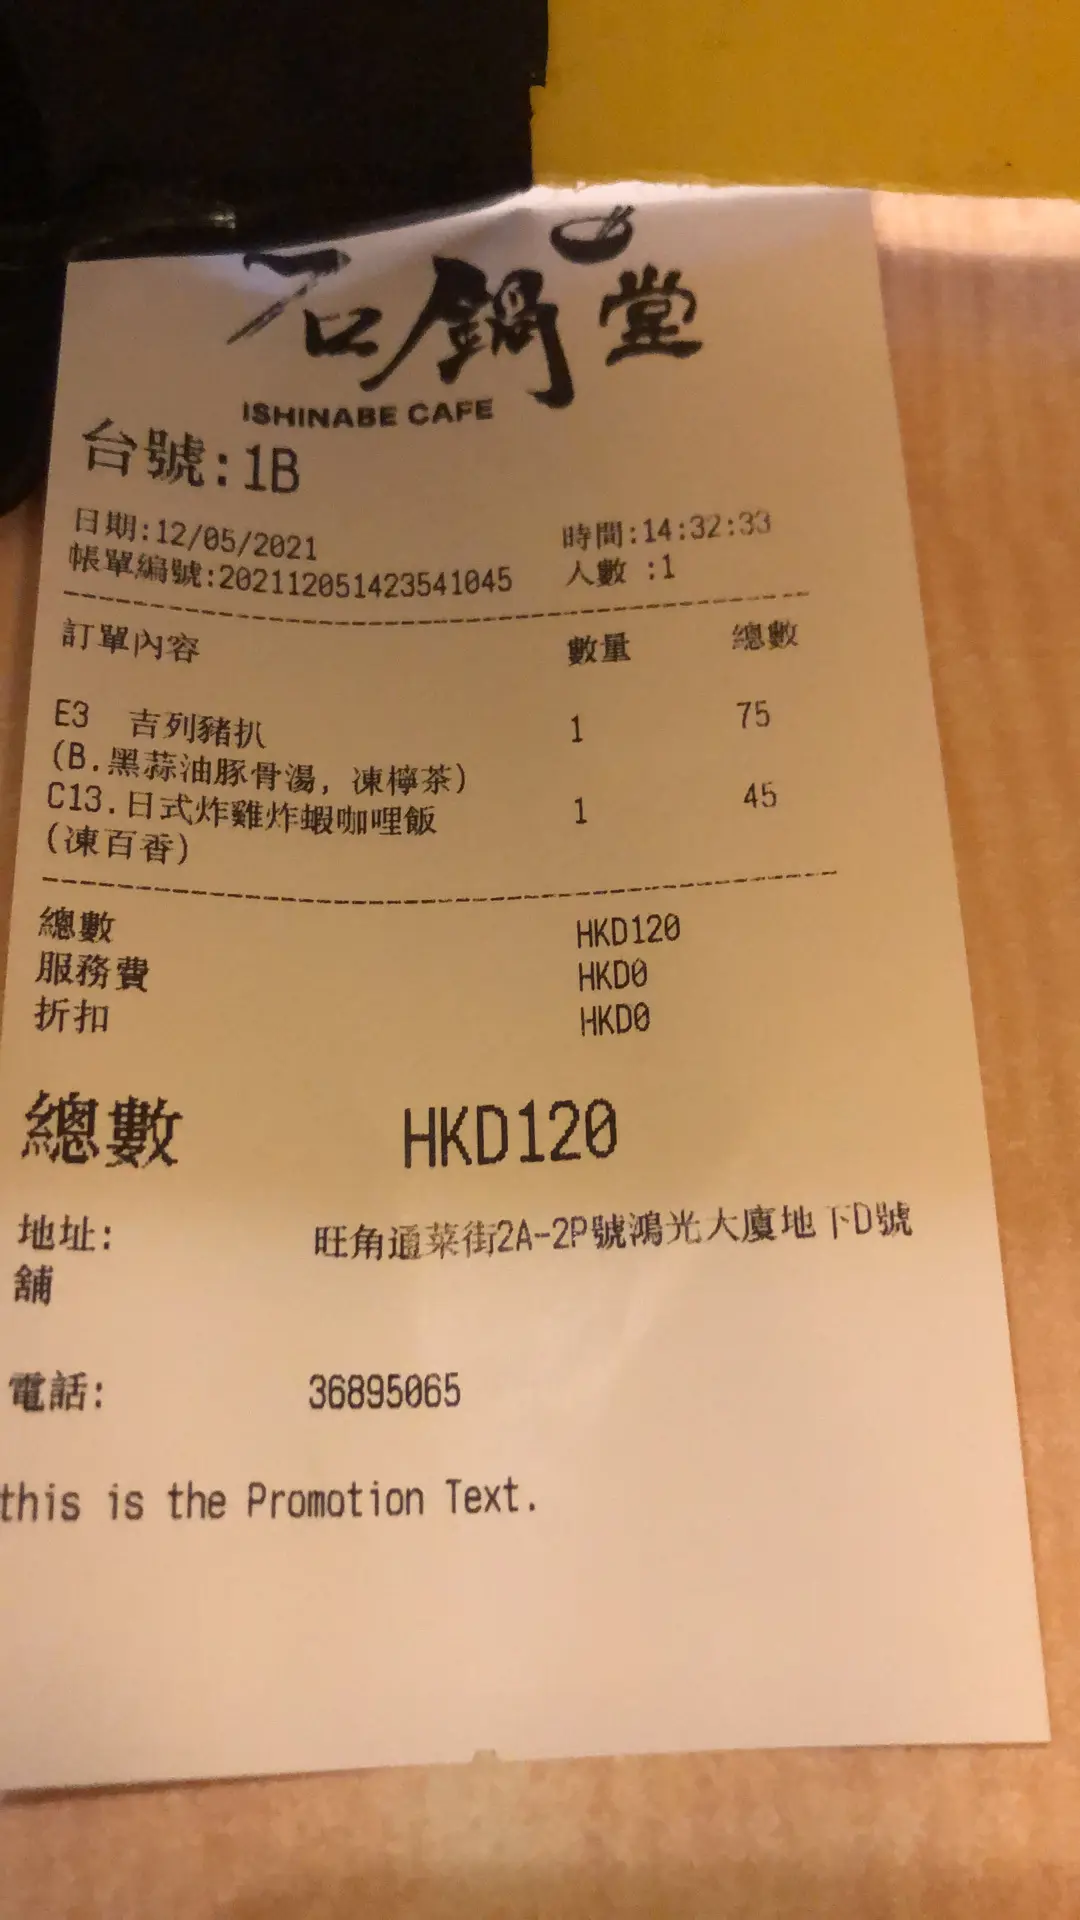 石鍋堂
ISHINABE CAFE
台號:1B
日期:12/05/2021 時間:14:32:33
帳單編號:202112051423541045 人數 :1
訂單內容 數量 總數
E3 吉列豬扒 1 75
(B.黑蒜油豚骨湯, 凍檸茶)
C13.日式炸雞炸蝦咖哩飯 1 45
(凍百香)
總數 HKD120
服務費 HKD0
折扣 HKD0
總數 HKD120
地址: 旺角通菜街2A-2P號鴻光大廈地下D號
舖
電話: 36895065
this is the Promotion Text.